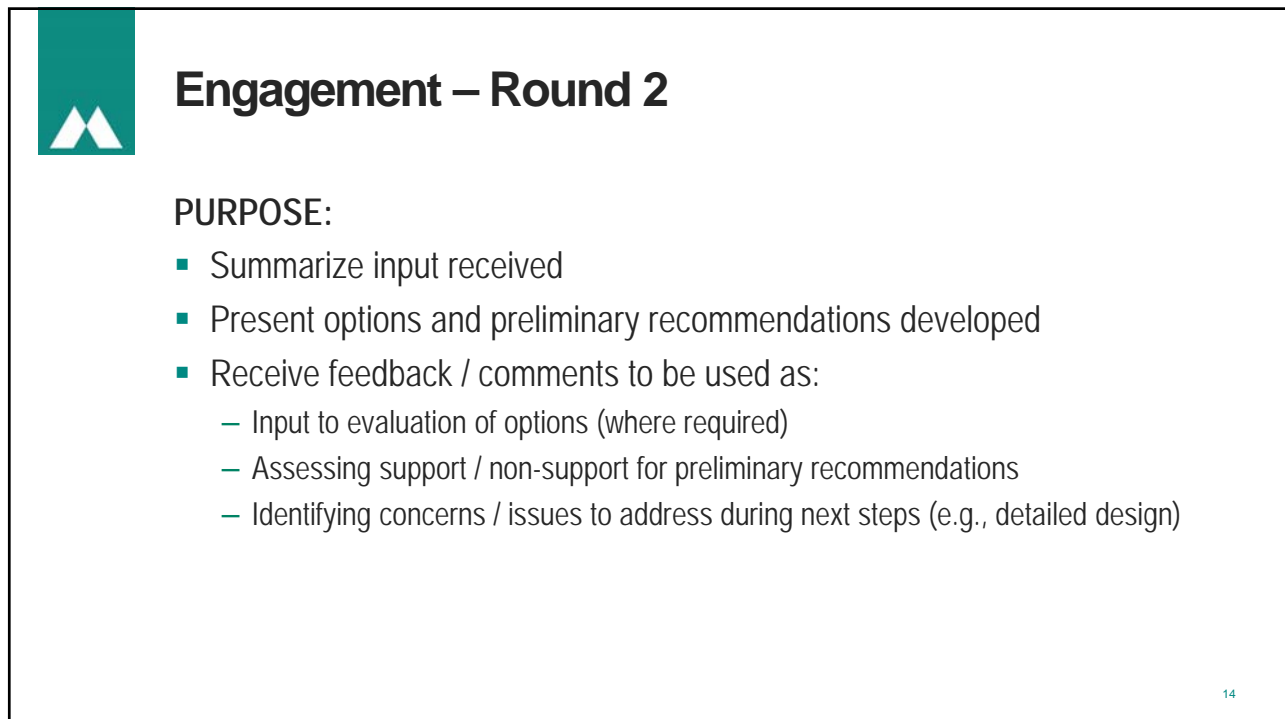 Engagement – Round 2
PURPOSE:
▪ Summarize input received
▪ Present options and preliminary recommendations developed
▪ Receive feedback / comments to be used as:
– Input to evaluation of options (where required)
– Assessing support / non-support for preliminary recommendations
– Identifying concerns / issues to address during next steps (e.g., detailed design)
14